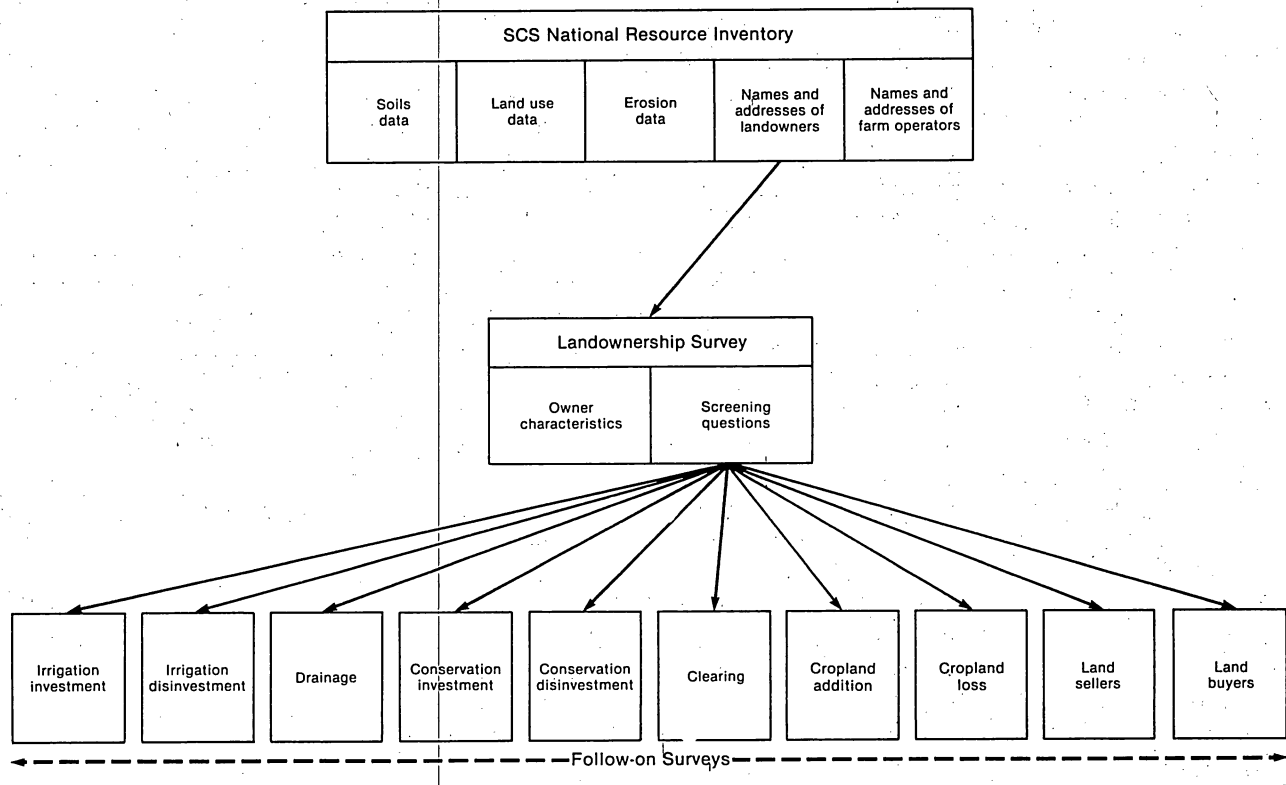 SCS National Resource Inventory
Soils
data
Land use
data
Erosion
data
Names and
addresses of
landowners
Names and
addresses of
farm operators
Landownership Survey
Owner
characteristics
Screening
questions
Irrigation
investment
Irrigation
disinvestment
Drainage
Conservation
investment
Conservation
disinvestment
Clearing
Cropland
addition
Cropland
loss
Land
sellers
Land
buyers
Follow-on Surveys